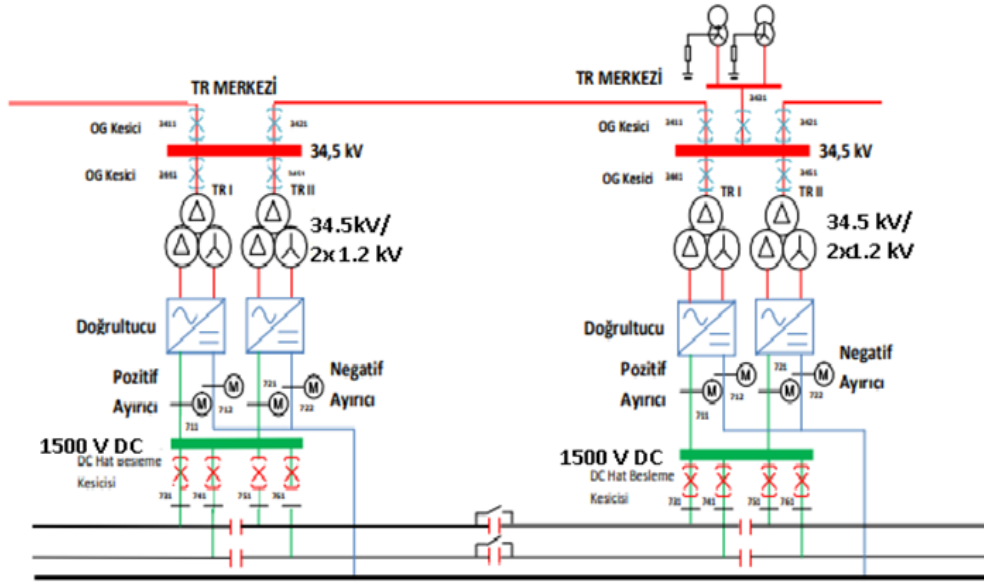 TR MERKEZİ
TR MERKEZİ
3431
OG Kesici
3411
3421
OG Kesici
3411
3421
34,5 kV
34,5 kV
OG Kesici
3441
3451
OG Kesici
3441
3451
TR I
TR II
TR I
TR II
34.5kV/
2x1.2 kV
34.5 kV/
2x1.2 kV
Doğrultucu
Doğrultucu
Pozitif
Ayırıcı
M
M
711
712
721
M
M
722
Negatif
Ayırıcı
Pozitif
Ayırıcı
M
M
711
712
721
M
M
722
Negatif
Ayırıcı
1500 V DC
1500 V DC
DC Hat Besleme
Kesicisi
731
741
751
761
DC Hat Besleme
Kesicisi
731
741
751
761